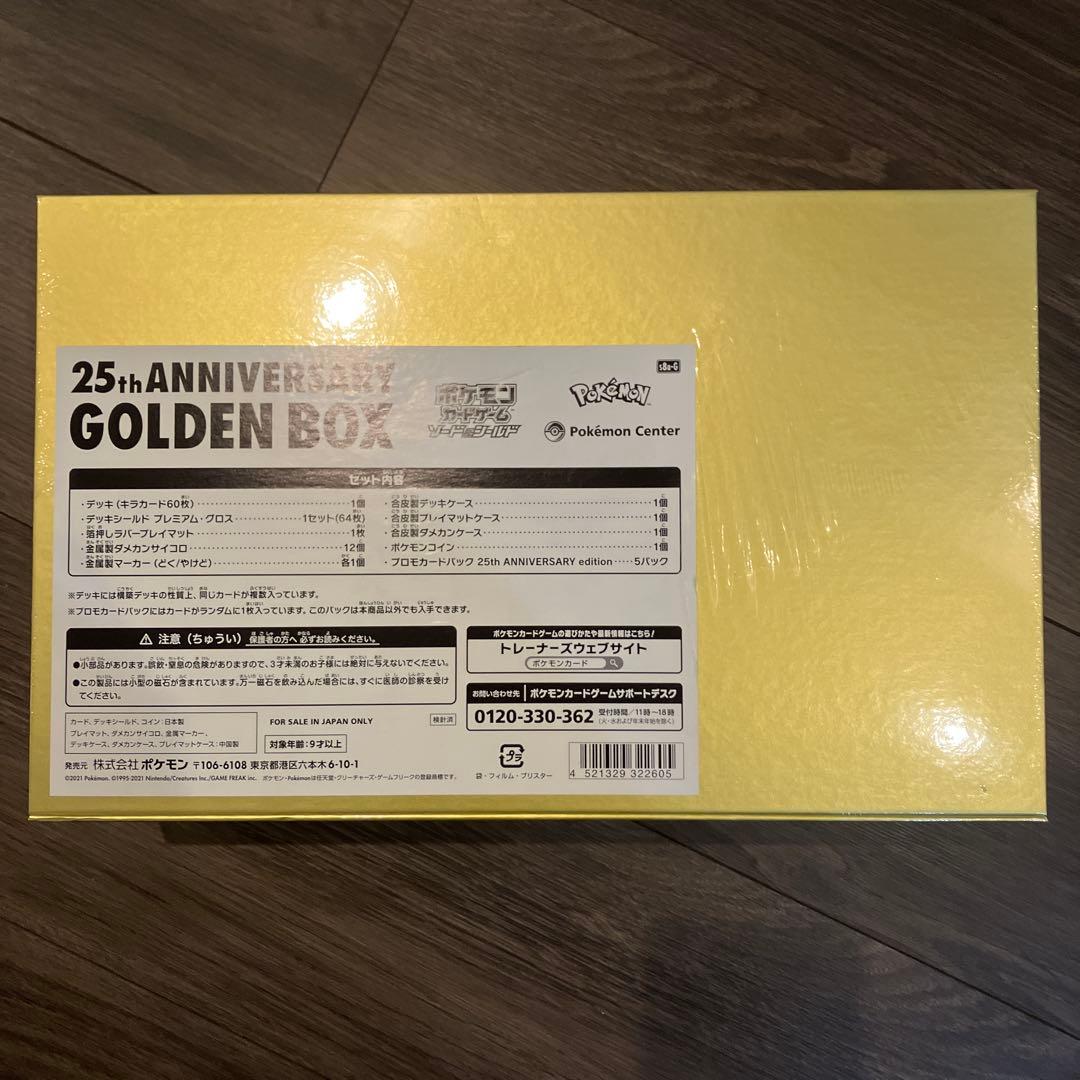 25th ANNIVERSARY
GOLDEN BOX
ポケモン
カードゲーム
ソード&シールド
Pokémon
s8a-G
Pokémon Center
セット内容
・デッキ(キラカード60枚) 1個
・デッキシールド プレミアム・グロス 1セット(64枚)
・箔押しラバープレイマット 1枚
・金属製ダメカンサイコロ 12個
・金属製マーカー(どく/やけど) 各1個
・合皮製デッキケース 1個
・合皮製プレイマットケース 1個
・合皮製ダメカンケース 1個
・ポケモンコイン 1個
・プロモカードパック 25th ANNIVERSARY edition 5パック
※デッキには構築デッキの性質上、同じカードが複数入っています。
※プロモカードパックにはカードがランダムに1枚入っています。このパックは本商品以外でも入手できます。
⚠ 注意(ちゅうい) 保護者の方へ 必ずお読みください。
●小部品があります。誤飲・窒息の危険がありますので、3才未満のお子様には絶対に与えないでください。
●この製品には小型の磁石が含まれています。万一磁石を飲み込んだ場合には、すぐに医師の診察を受け
てください。
ポケモンカードゲームの遊びかたや最新情報はこちら!
トレーナーズウェブサイト
ポケモンカード
お問い合わせ先 ポケモンカードゲームサポートデスク
0120-330-362 受付時間/11時~18時
(火・水および年末年始を除く)
カード、デッキシールド、コイン:日本製
プレイマット、ダメカンサイコロ、金属マーカー、
デッキケース、ダメカンケース、プレイマットケース:中国製
FOR SALE IN JAPAN ONLY
検針済
対象年齢:9才以上
発売元 株式会社 ポケモン 〒106-6108 東京都港区六本木6-10-1
©2021 Pokémon. ©1995-2021 Nintendo/Creatures Inc./GAME FREAK inc. ポケモン・Pokémonは任天堂・クリーチャーズ・ゲームフリークの登録商標です。
プラ
袋・フィルム・ブリスター
4 521329 322605